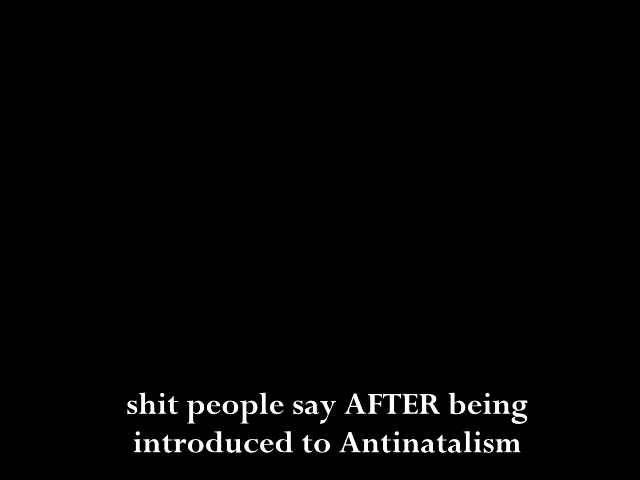 shit people say AFTER being
introduced to Antinatalism